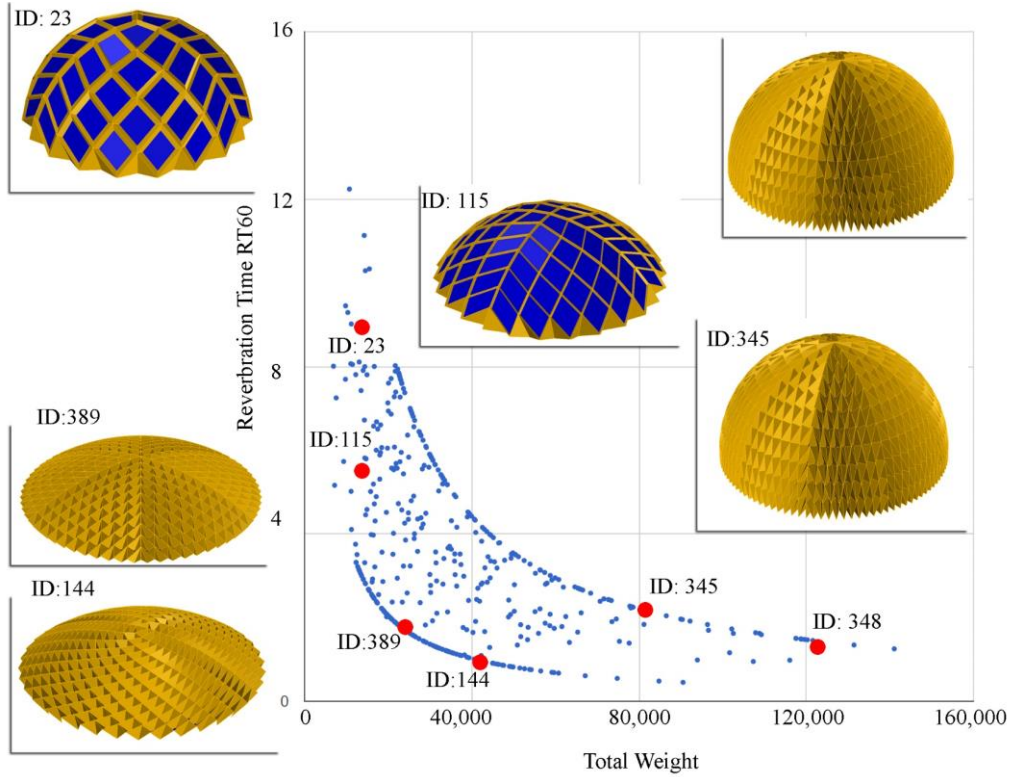 ID: 23
16
ID: 115
12
Reverbration Time RT60
ID: 23
ID:345
8
ID:389
ID:115
4
ID:144
ID: 345
ID:389
ID: 348
ID:144
0
0
40,000
80,000
120,000
160,000
Total Weight